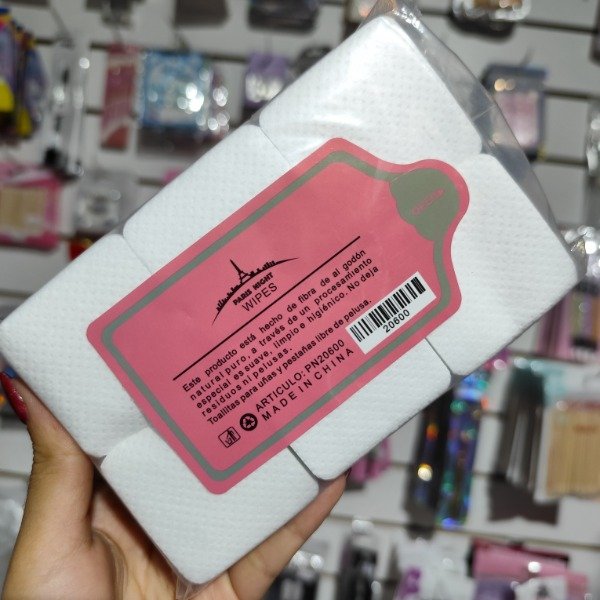 PARIS NIGHT
WIPES
Este producto está hecho de fibra de al godón
natural puro, a través de un procesamiento
especial es suave, limpio e higiénico. No deja
residuos ni pelusas.
Toallitas para uñas y pestañas libre de pelusa.
ARTICULO: PN20600
MADE IN CHINA
20600